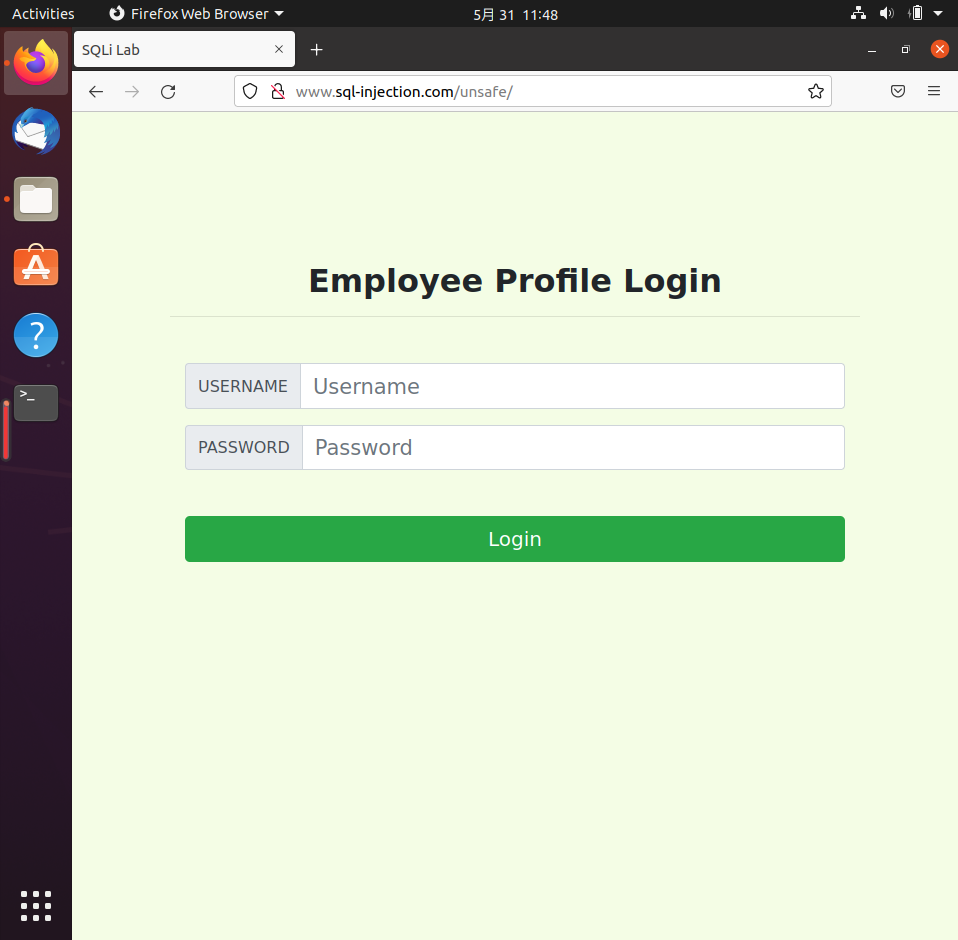 Activities Firefox Web Browser 5月 31 11:48
SQLi Lab
www.sql-injection.com/unsafe/
Employee Profile Login
USERNAME Username
PASSWORD Password
Login
>_